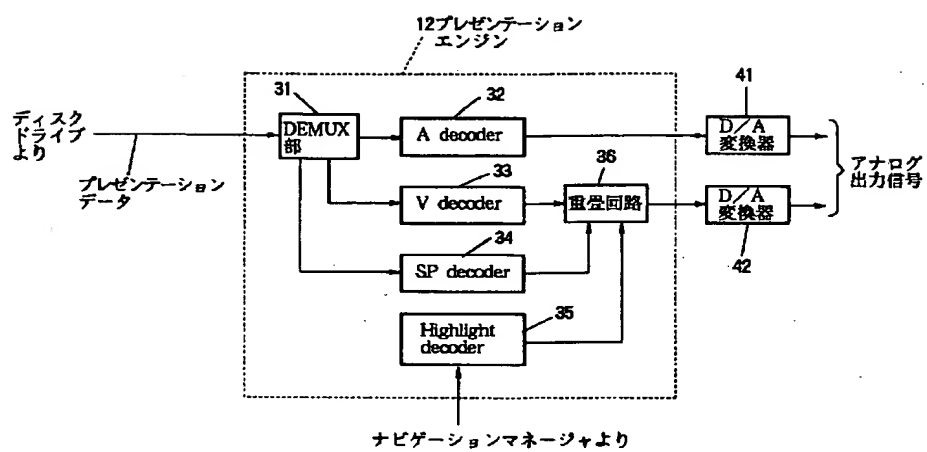 12プレゼンテーション
エンジン
31
32
41
ディスク
ドライブ
より
DEMUX
部
A decoder
D/A
変換器
プレゼンテーション
データ
33
36
アナログ
出力信号
V decoder
重畳回路
D/A
変換器
34
42
SP decoder
35
Highlight
decoder
ナビゲーションマネージャより